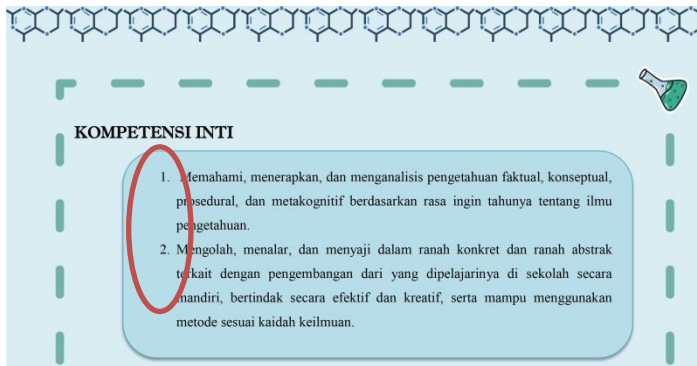 KOMPETENSI INTI
1. Memahami, menerapkan, dan menganalisis pengetahuan faktual, konseptual,
prosedural, dan metakognitif berdasarkan rasa ingin tahunya tentang ilmu
pengetahuan.
2. Mengolah, menalar, dan menyaji dalam ranah konkret dan ranah abstrak
terkait dengan pengembangan dari yang dipelajarinya di sekolah secara
mandiri, bertindak secara efektif dan kreatif, serta mampu menggunakan
metode sesuai kaidah keilmuan.